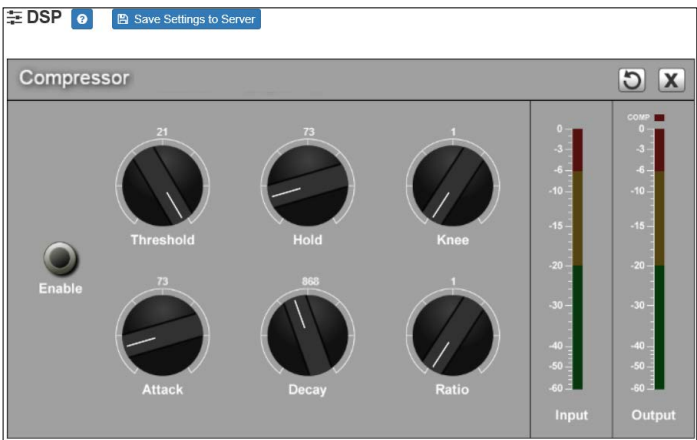 DSP ? Save Settings to Server
Compressor X
21 73 1
Threshold Hold Knee
Enable
73 868 1
Attack Decay Ratio
COMP
0 0
-3 -3
-6 -6
-10 -10
-15 -15
-20 -20
-30 -30
-40 -40
-50 -50
-60 -60
Input Output